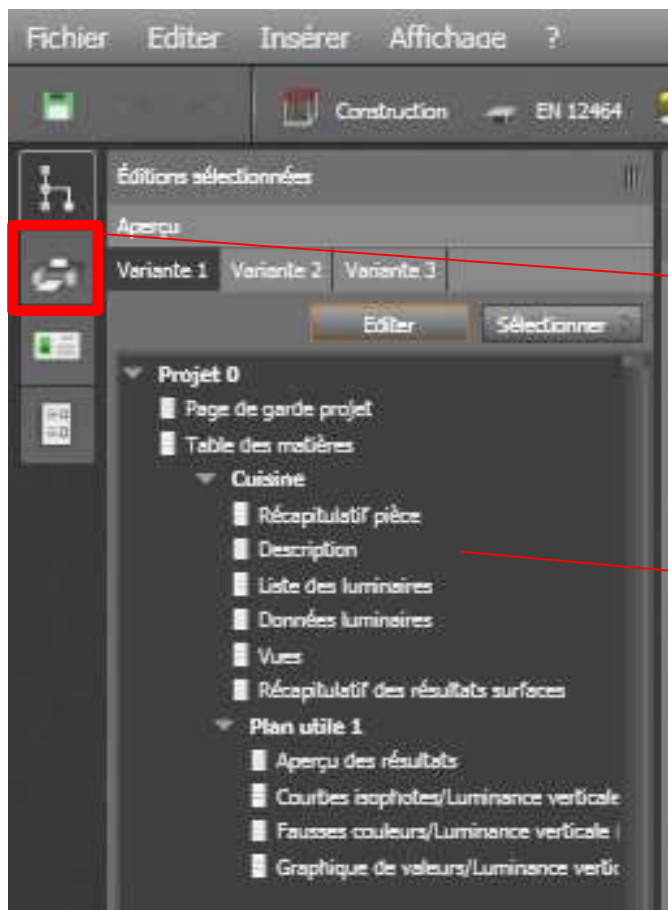 Fichier Editer Insérer Affichage ?
Construction EN 12464
Éditions sélectionnées
Aperçu
Variante 1 Variante 2 Variante 3
Editer Sélectionner
Projet 0
Page de garde projet
Table des matières
Cuisine
Récapitulatif pièce
Description
Liste des luminaires
Données luminaires
Vues
Récapitulatif des résultats surfaces
Plan utile 1
Aperçu des résultats
Courbes isophotes/Luminance verticale
Fausses couleurs/Luminance verticale (
Graphique de valeurs/Luminance vertic